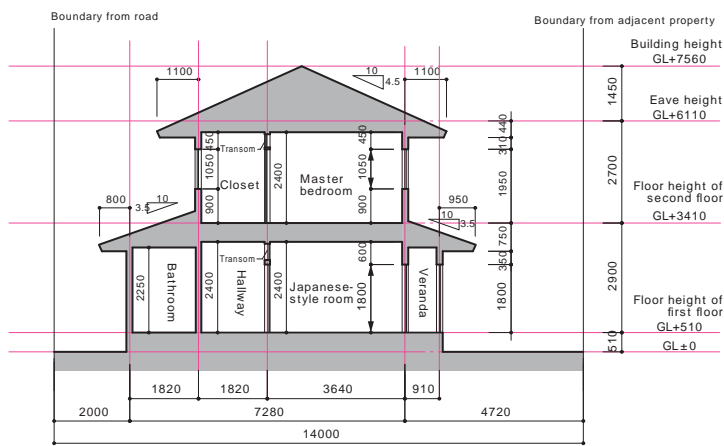 Boundary from road
Boundary from adjacent property
Building height
GL+7560
Eave height
GL+6110
Floor height of
second floor
GL+3410
Floor height of
first floor
GL+510
GL±0
1450
2700
2900
510
1100
10
4.5
1100
440
310
1950
750
350
1800
450
1050
900
Transom
Closet
2400
Master
bedroom
450
1050
900
800
10
3.5
950
10
3.5
2250
Bathroom
2400
Hallway
Transom
2400
Japanese-
style room
600
1800
Veranda
1820
1820
3640
910
2000
7280
4720
14000